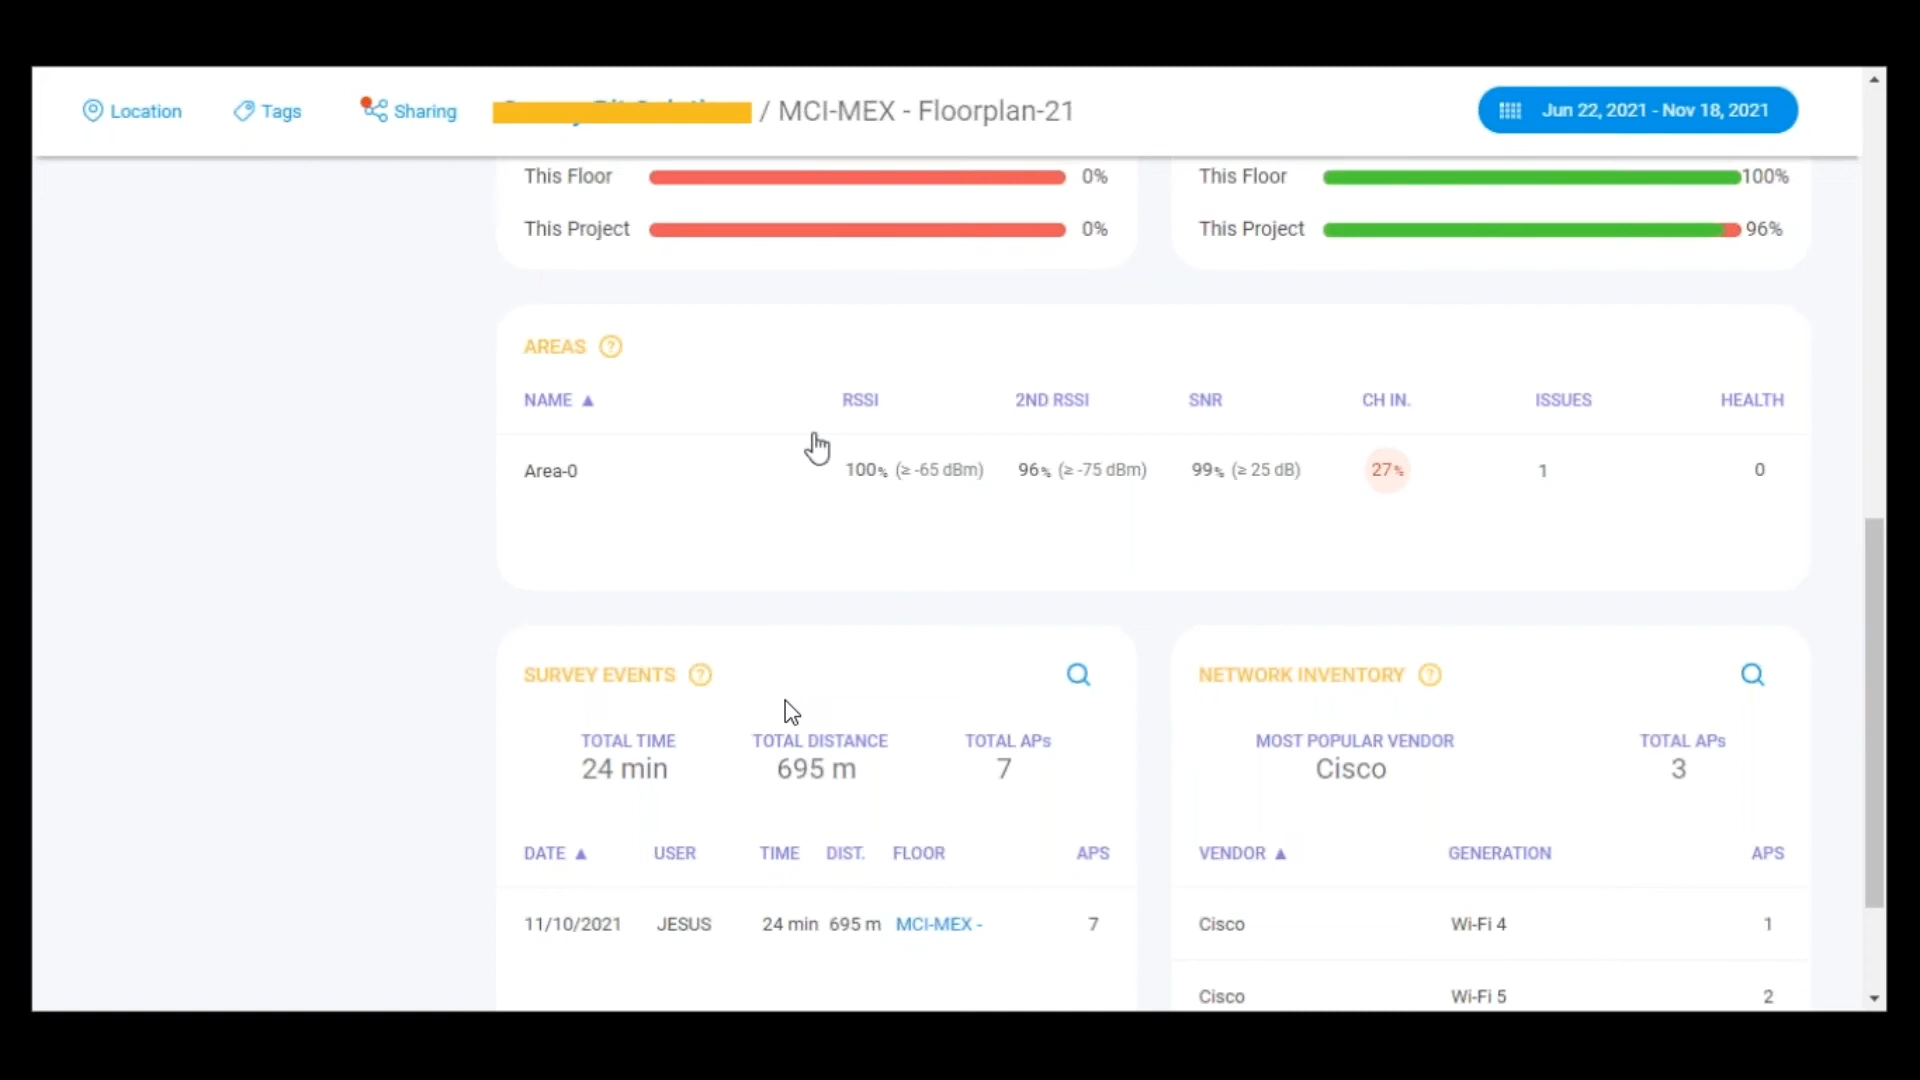 Location Tags Sharing / MCI-MEX - Floorplan-21 Jun 22, 2021 - Nov 18, 2021
This Floor 0% This Floor 100%
This Project 0% This Project 96%
AREAS ?
NAME ▲ RSSI 2ND RSSI SNR CH IN. ISSUES HEALTH
Area-0 100% (≥ -65 dBm) 96% (≥ -75 dBm) 99% (≥ 25 dB) 27% 1 0
SURVEY EVENTS ? NETWORK INVENTORY ?
TOTAL TIME TOTAL DISTANCE TOTAL APs MOST POPULAR VENDOR TOTAL APs
24 min 695 m 7 Cisco 3
DATE ▲ USER TIME DIST. FLOOR APS VENDOR ▲ GENERATION APS
11/10/2021 JESUS 24 min 695 m MCI-MEX - 7 Cisco Wi-Fi 4 1
Cisco Wi-Fi 5 2